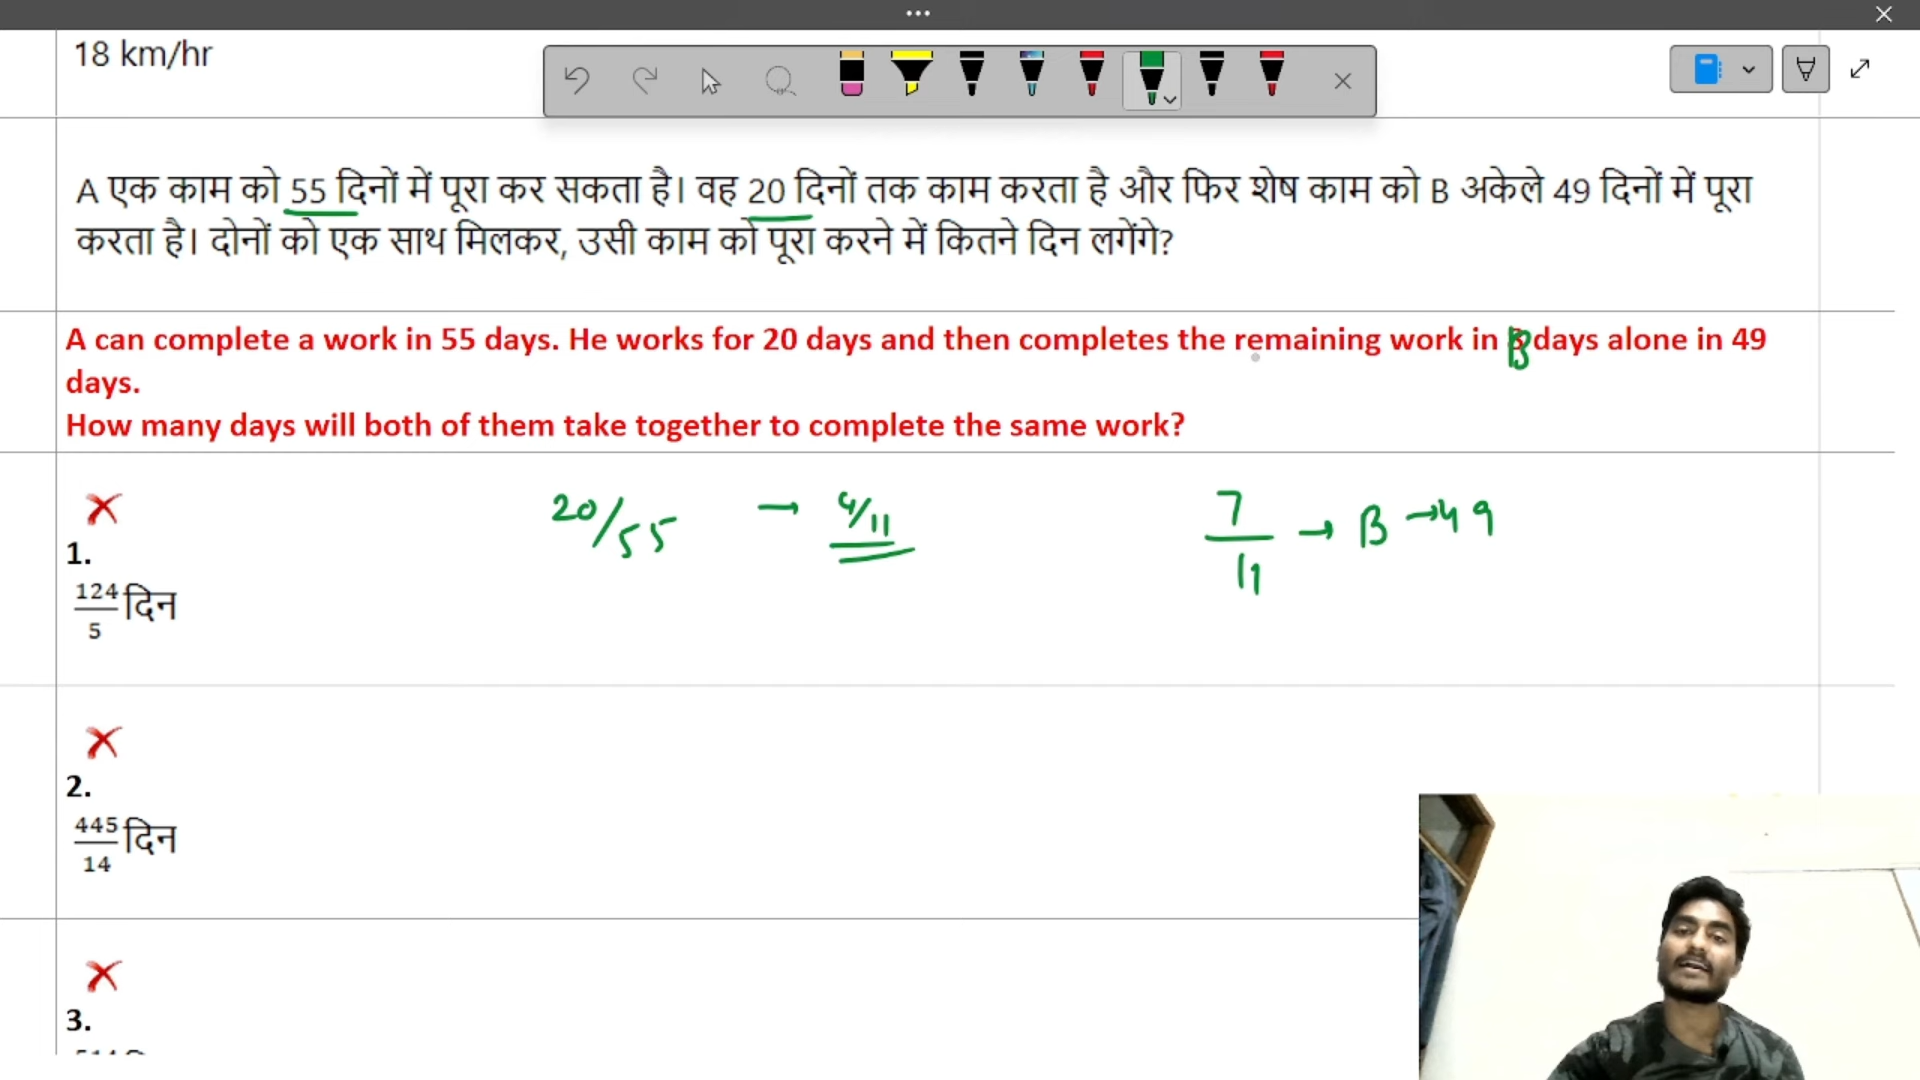 18 km/hr
A एक काम को 55 दिनों में पूरा कर सकता है। वह 20 दिनों तक काम करता है और फिर शेष काम को B अकेले 49 दिनों में पूरा
करता है। दोनों को एक साथ मिलकर, उसी काम को पूरा करने में कितने दिन लगेंगे?
A can complete a work in 55 days. He works for 20 days and then completes the remaining work in B days alone in 49
days.
How many days will both of them take together to complete the same work?
20/55 → 4/11
7/11 → B → 49
1.
124/5 दिन
2.
445/14 दिन
3.